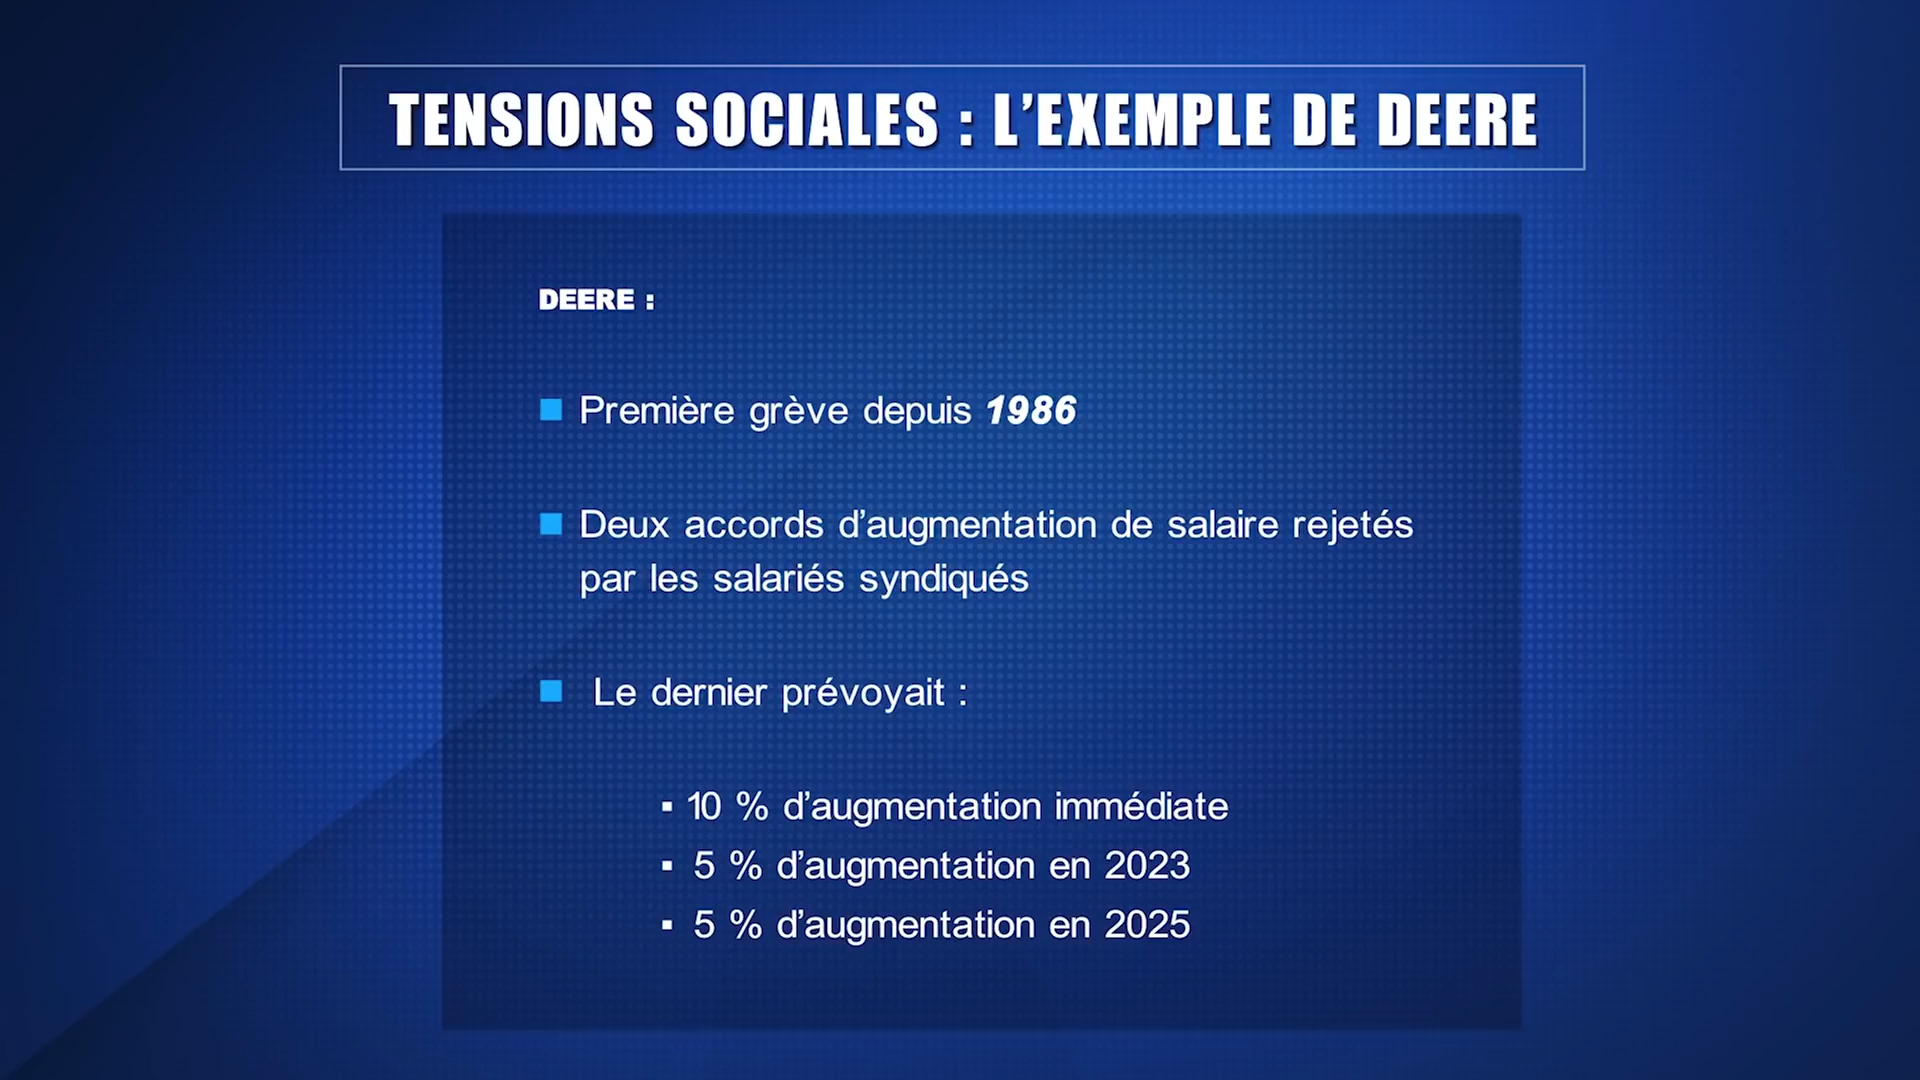 TENSIONS SOCIALES : L’EXEMPLE DE DEERE
DEERE :
■ Première grève depuis 1986
■ Deux accords d’augmentation de salaire rejetés
par les salariés syndiqués
■ Le dernier prévoyait :
▪ 10 % d’augmentation immédiate
▪ 5 % d’augmentation en 2023
▪ 5 % d’augmentation en 2025